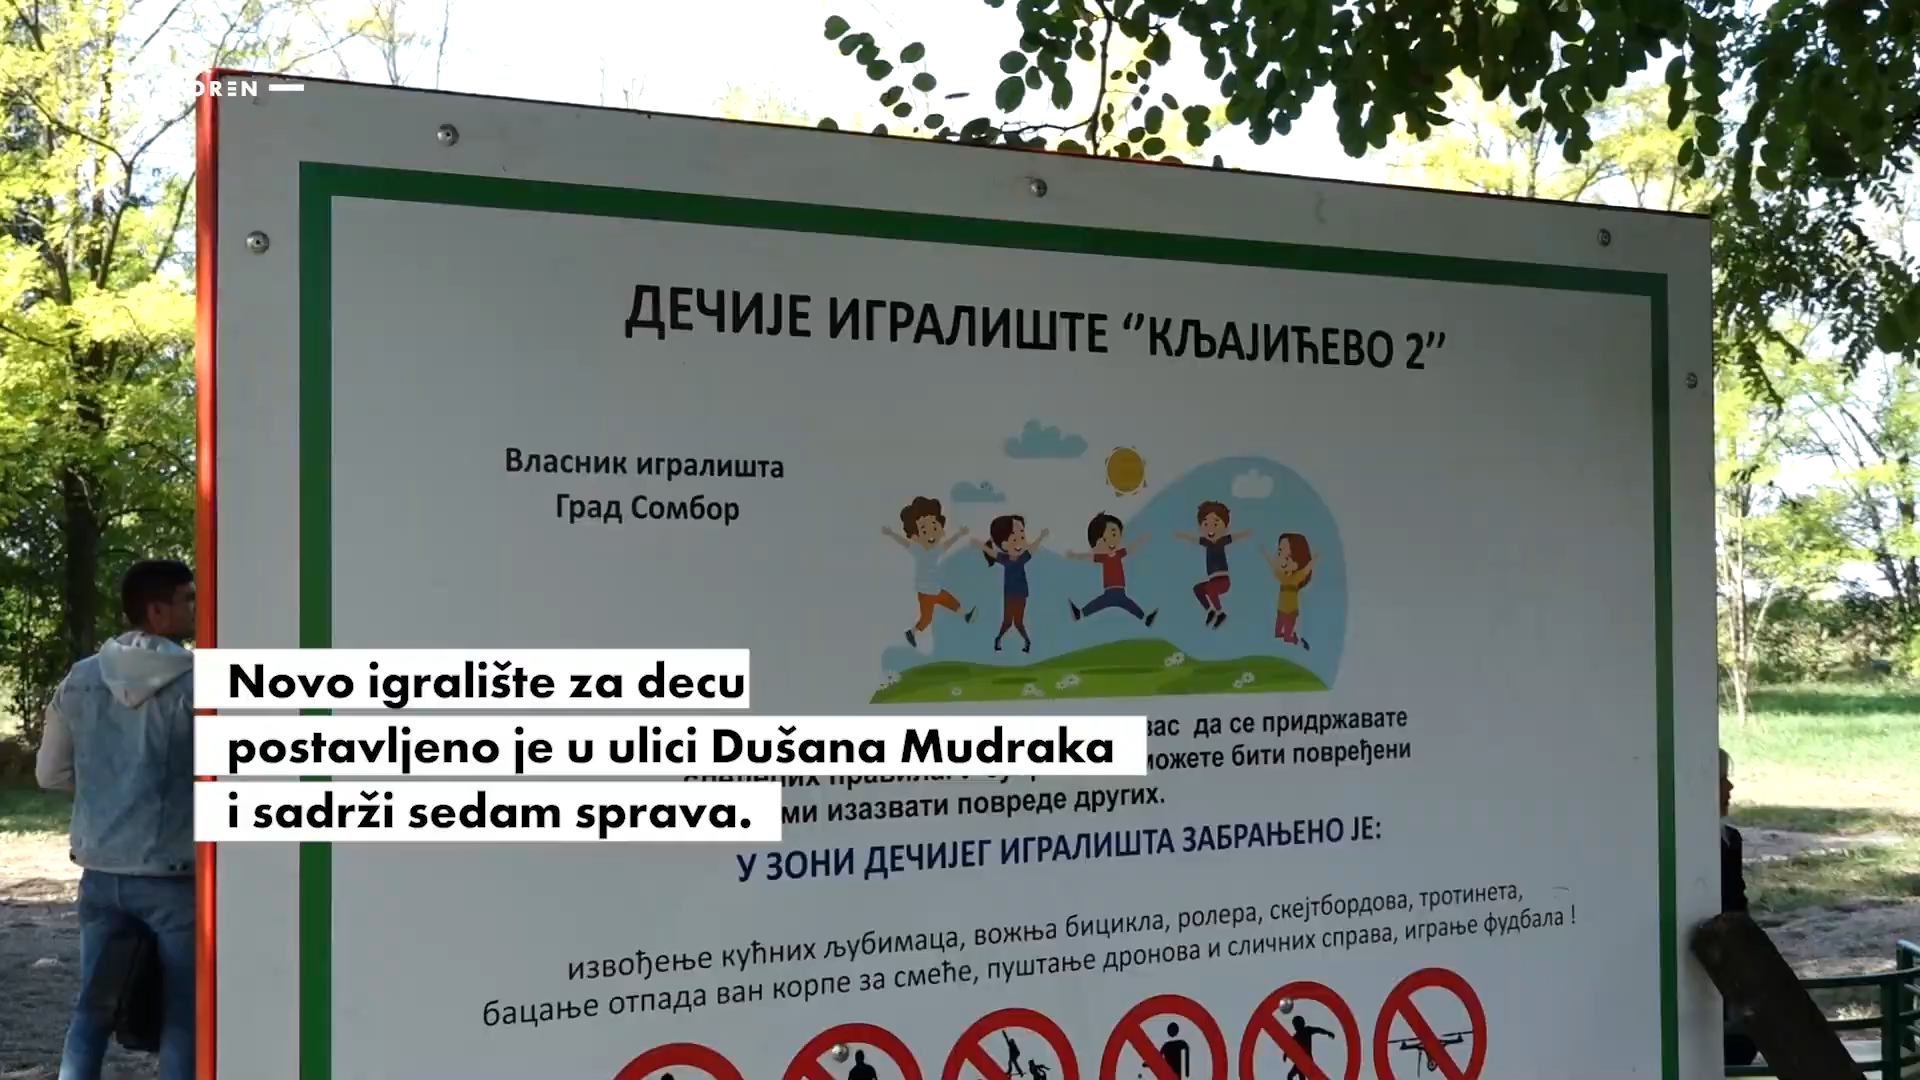 ДЕЧИЈЕ ИГРАЛИШТЕ “КЉАЈИЋЕВО 2”
Власник игралишта
Град Сомбор
Novo igralište za decu
postavljeno je u ulici Dušana Mudraka
i sadrži sedam sprava.
вас да се придржавате
можете бити повређени
ми изазвати повреде других.
У ЗОНИ ДЕЧИЈЕГ ИГРАЛИШТА ЗАБРАЊЕНО ЈЕ:
извођење кућних љубимаца, вожња бицикла, ролера, скејтбордова, тротинета,
бацање отпада ван корпе за смеће, пуштање дронова и сличних справа, играње фудбала !